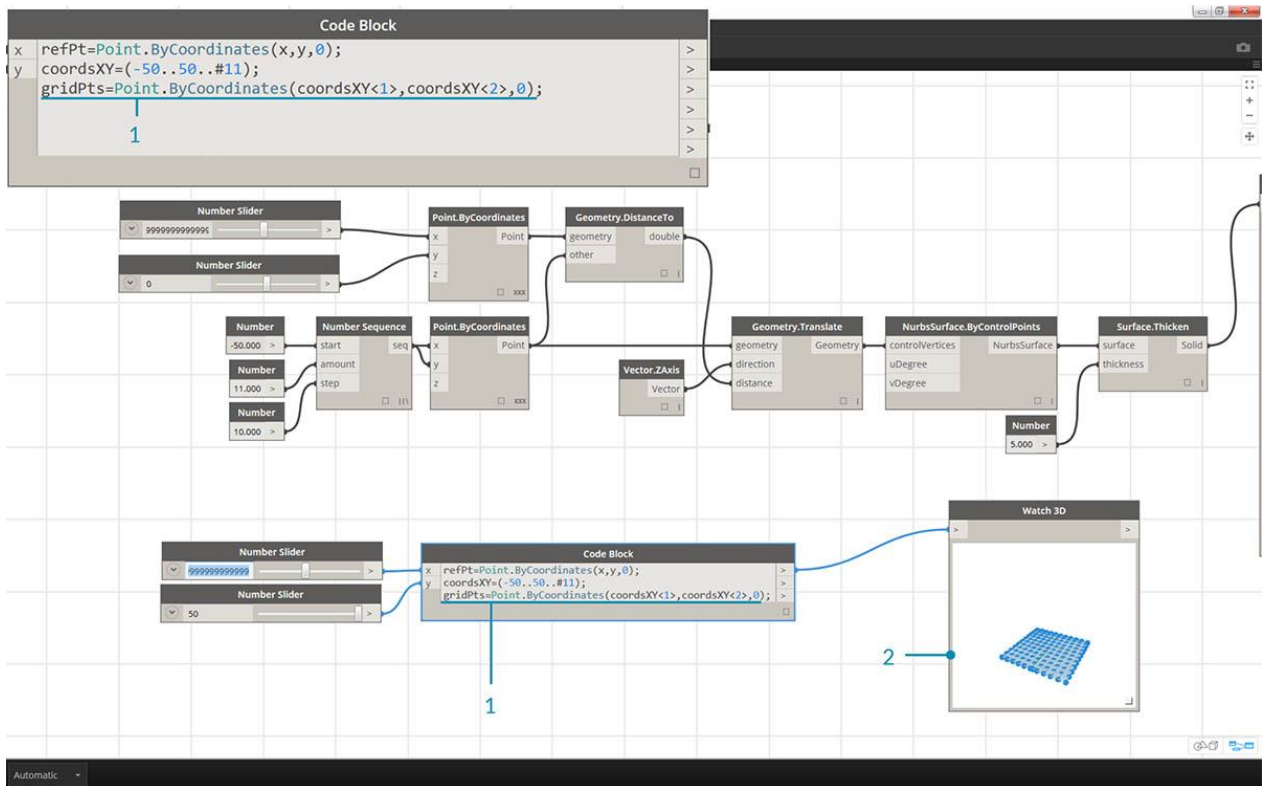 Code Block
x refPt=Point.ByCoordinates(x,y,0); >
y coordsXY=(-50..50..#11); >
gridPts=Point.ByCoordinates(coordsXY<1>,coordsXY<2>,0); >
>
>
>
1
Number Slider
99999999999999 >
Number Slider
0 >
Point.ByCoordinates
x Point
y
z
xxx
Geometry.DistanceTo
geometry double
other
Number
-50.000 >
Number
11.000 >
Number
10.000 >
Number Sequence
start seq
amount
step
Point.ByCoordinates
x Point
y
z
xxx
Vector.ZAxis
Vector
Geometry.Translate
geometry Geometry
direction
distance
NurbsSurface.ByControlPoints
controlVertices NurbsSurface
uDegree
vDegree
Surface.Thicken
surface Solid
thickness
Number
5.000 >
Number Slider
999999999999 >
Number Slider
50 >
Code Block
x refPt=Point.ByCoordinates(x,y,0); >
y coordsXY=(-50..50..#11); >
gridPts=Point.ByCoordinates(coordsXY<1>,coordsXY<2>,0); >
1
Watch 3D
> >
2
Automatic